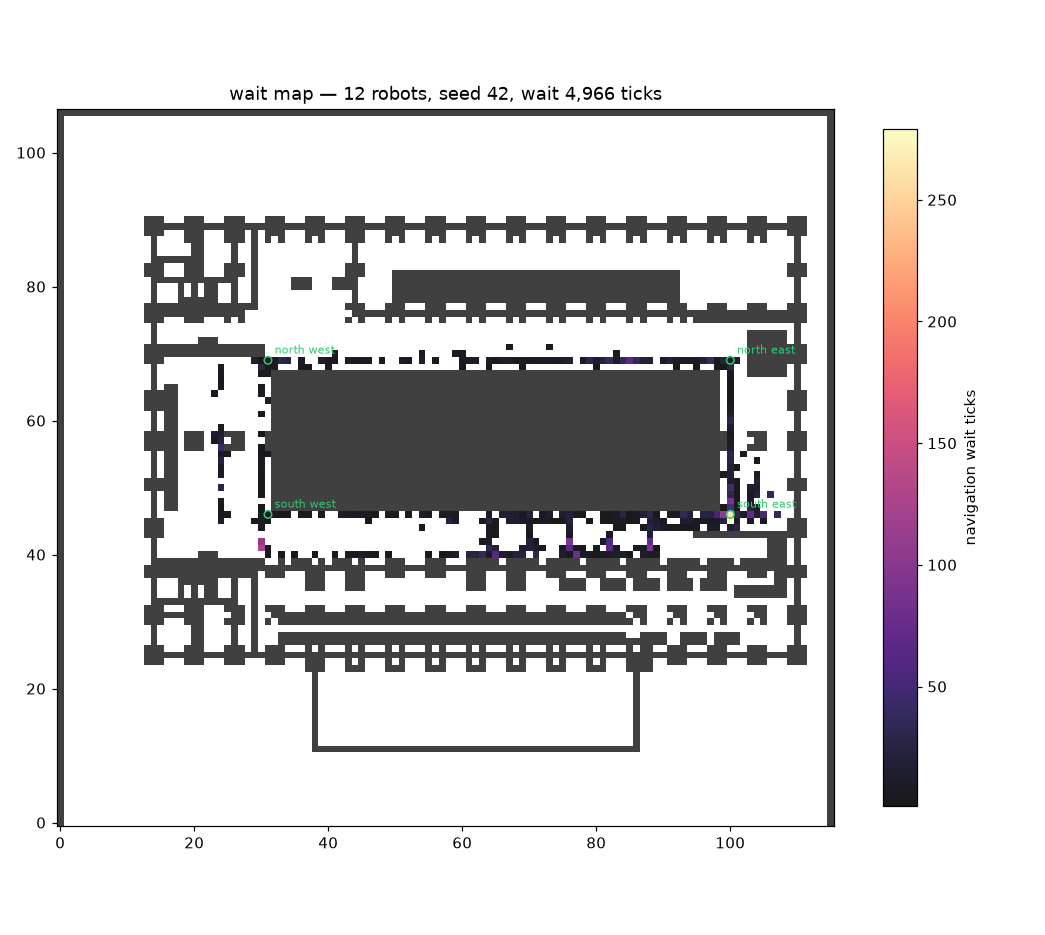 wait map — 12 robots, seed 42, wait 4,966 ticks
100
80
60
40
20
0
0 20 40 60 80 100
north west
north east
south west
south east
250
200
150
100
50
navigation wait ticks